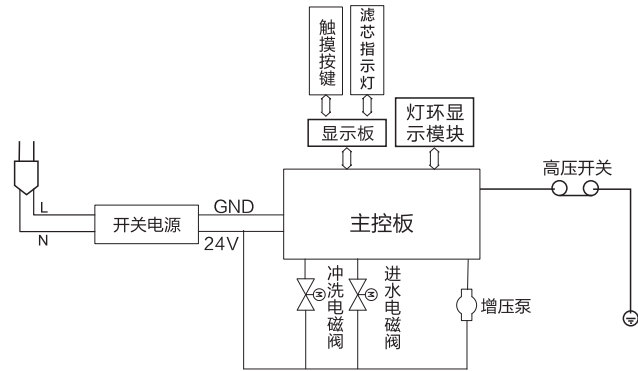 触摸按键
滤芯指示灯
显示板
灯环显
示模块
高压开关
L
N
开关电源
GND
24V
主控板
冲洗电磁阀
进水电磁阀
增压泵